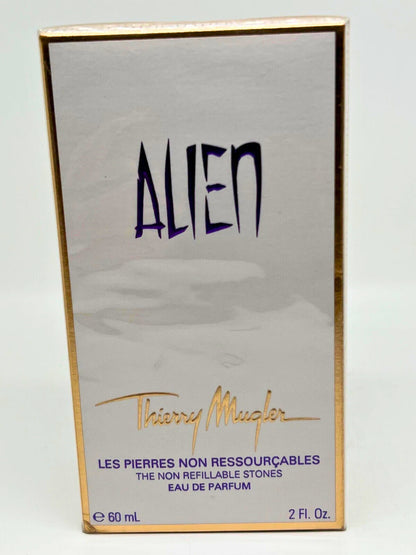 ALIEN
Thierry Mugler
LES PIERRES NON RESSOURÇABLES
THE NON REFILLABLE STONES
EAU DE PARFUM
℮ 60 mL 2 Fl. Oz.